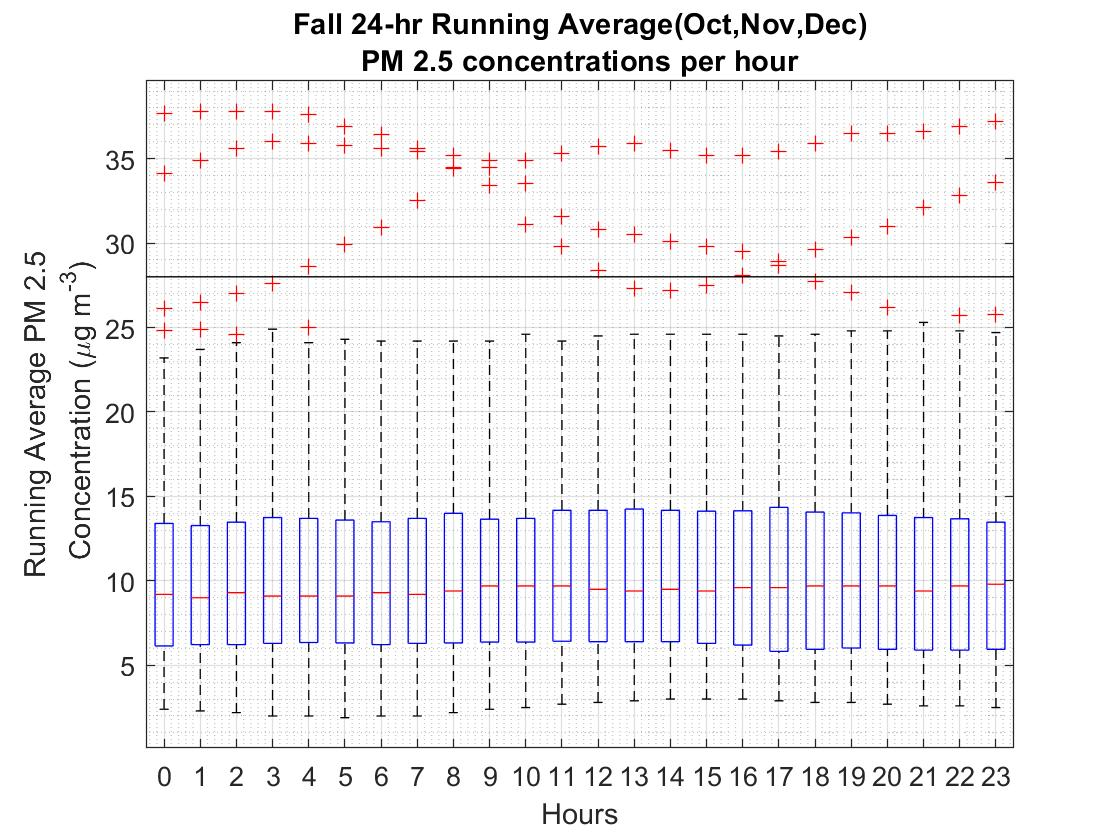 Fall 24-hr Running Average(Oct,Nov,Dec)
PM 2.5 concentrations per hour
Running Average PM 2.5
Concentration (μg m⁻³)
35
30
25
20
15
10
5
0 1 2 3 4 5 6 7 8 9 10 11 12 13 14 15 16 17 18 19 20 21 22 23
Hours